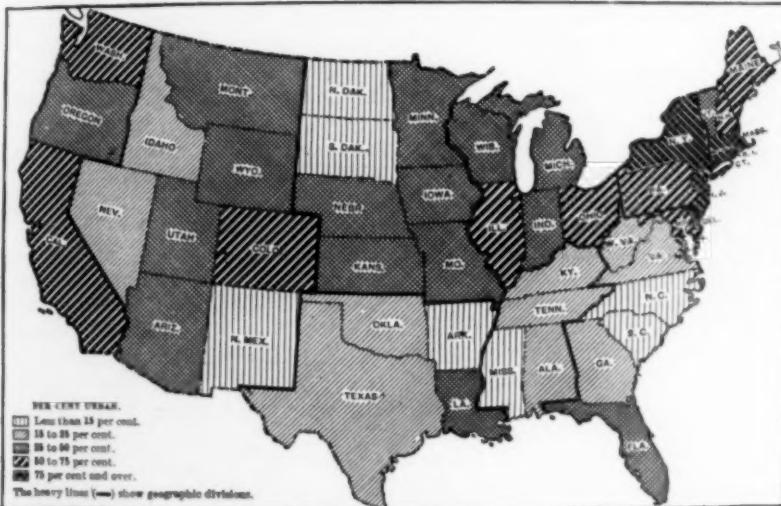 WASH.
MONT.
N. DAK.
MINN.
MAINE
OREGON
IDAHO
S. DAK.
WIS.
MICH.
N.Y.
MASS.
R.I.
CT.
WYO.
IOWA
PA.
N.J.
NEV.
NEBR.
ILL.
IND.
OHIO
DEL.
CAL.
UTAH
COLO.
KANS.
MO.
W. VA.
VA.
KY.
TENN.
N. C.
ARIZ.
N. MEX.
OKLA.
ARK.
S. C.
TEXAS
LA.
MISS.
ALA.
GA.
FLA.
PER CENT URBAN.
Less than 15 per cent.
15 to 25 per cent.
25 to 50 per cent.
50 to 75 per cent.
75 per cent and over.
The heavy lines (━) show geographic divisions.